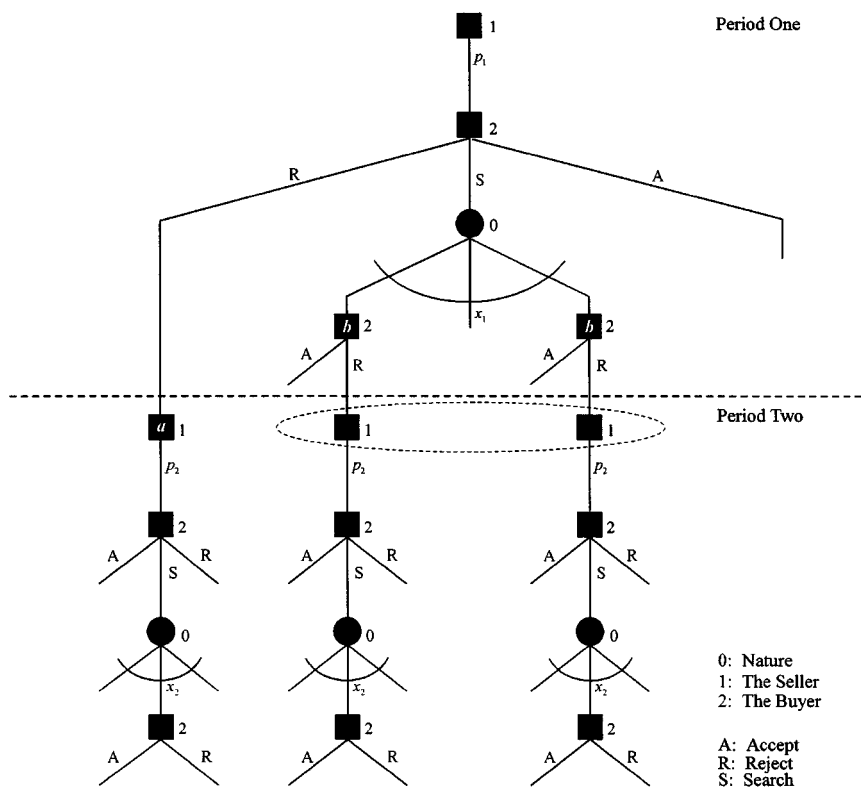 1 Period One
p1
2
R S A
0
x1
b 2 b 2
A R A R
Period Two
a 1 1 1
p2 p2 p2
2 2 2
A R A R A R
S S S
0 0 0
x2 x2 x2
2 2 2
A R A R A R
0: Nature
1: The Seller
2: The Buyer
A: Accept
R: Reject
S: Search